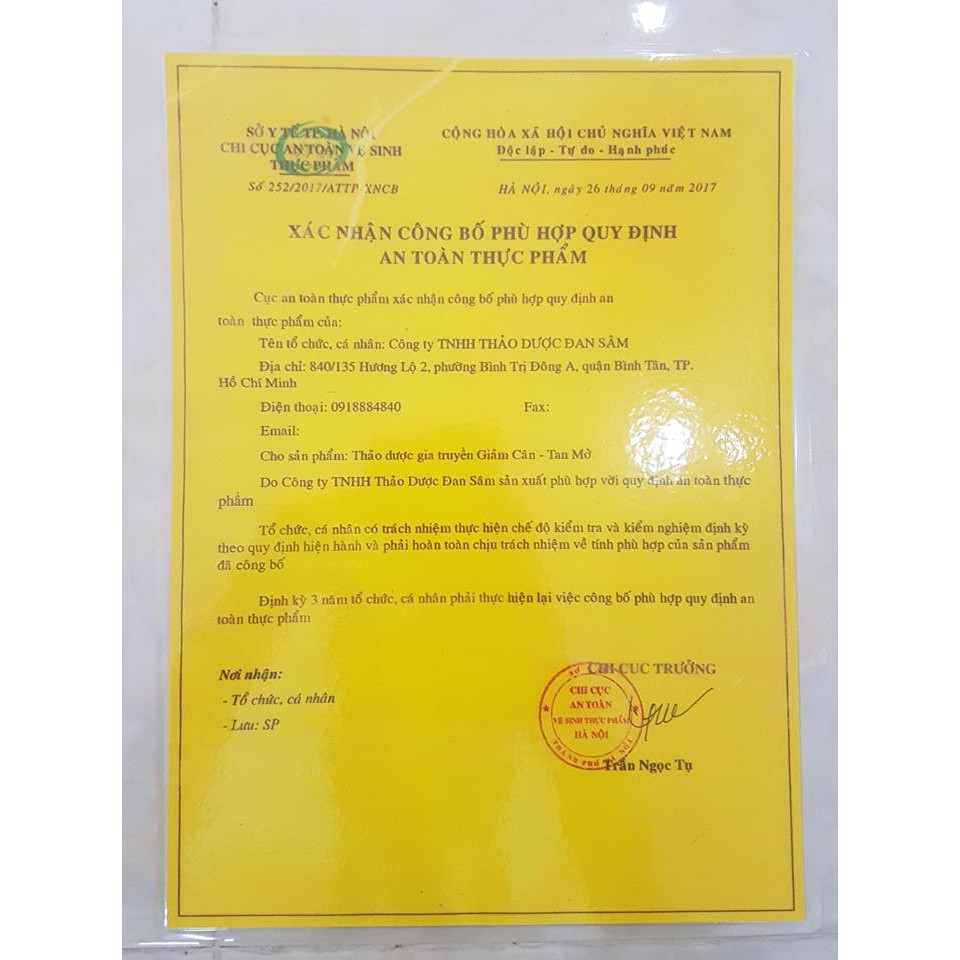 SỞ Y TẾ TP. HÀ NỘI
CHI CỤC AN TOÀN VỆ SINH
THỰC PHẨM
Số 252/2017/ATTP-XNCB
CỘNG HÒA XÃ HỘI CHỦ NGHĨA VIỆT NAM
Độc lập - Tự do - Hạnh phúc
HÀ NỘI, ngày 26 tháng 09 năm 2017
XÁC NHẬN CÔNG BỐ PHÙ HỢP QUY ĐỊNH
AN TOÀN THỰC PHẨM
Cục an toàn thực phẩm xác nhận công bố phù hợp quy định an
toàn thực phẩm của:
Tên tổ chức, cá nhân: Công ty TNHH THẢO DƯỢC ĐAN SÂM
Địa chỉ: 840/135 Hương Lộ 2, phường Bình Trị Đông A, quận Bình Tân, TP.
Hồ Chí Minh
Điện thoại: 0918884840 Fax:
Email:
Cho sản phẩm: Thảo dược gia truyền Giảm Cân - Tan Mỡ
Do Công ty TNHH Thảo Dược Đan Sâm sản xuất phù hợp với quy định an toàn thực
phẩm
Tổ chức, cá nhân có trách nhiệm thực hiện chế độ kiểm tra và kiểm nghiệm định kỳ
theo quy định hiện hành và phải hoàn toàn chịu trách nhiệm về tính phù hợp của sản phẩm
đã công bố
Định kỳ 3 năm tổ chức, cá nhân phải thực hiện lại việc công bố phù hợp quy định an
toàn thực phẩm
Nơi nhận:
- Tổ chức, cá nhân
- Lưu: SP
CHI CỤC TRƯỞNG
CHI CỤC
AN TOÀN
VỆ SINH THỰC PHẨM
HÀ NỘI
THÀNH PHỐ HÀ NỘI
Trần Ngọc Tụ